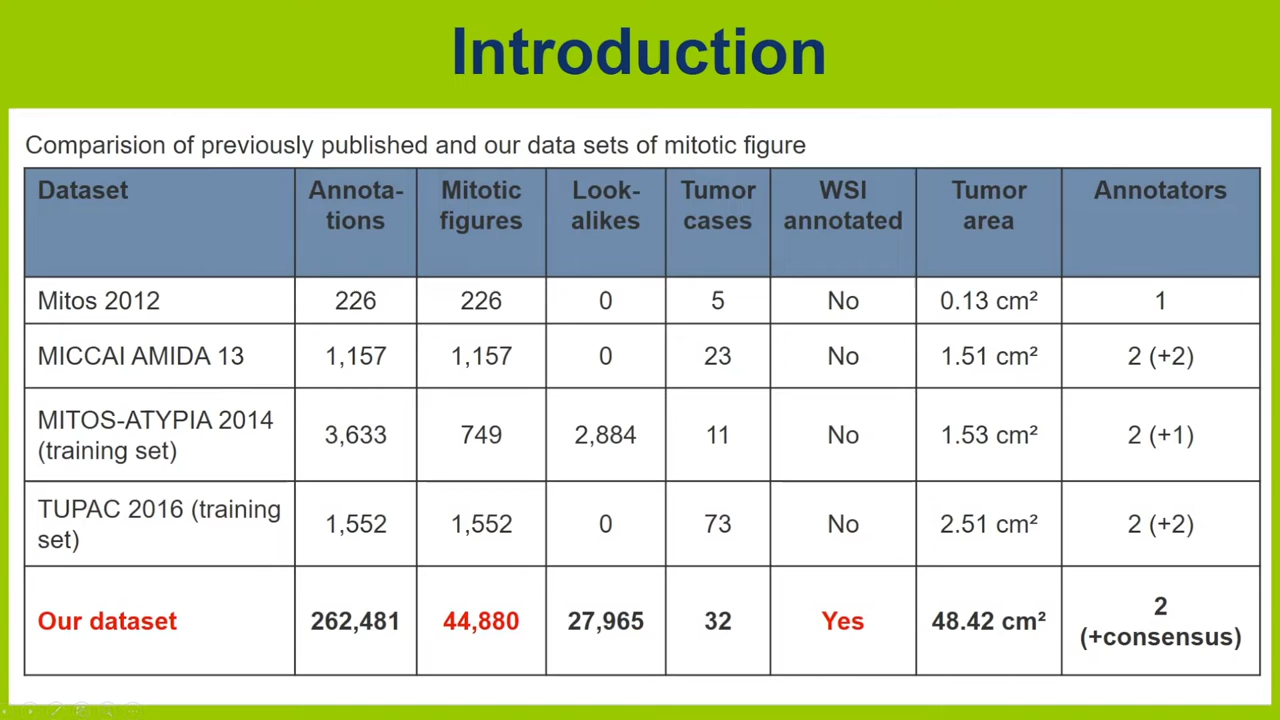 Introduction
Comparision of previously published and our data sets of mitotic figure
Dataset Annota- Mitotic Look- Tumor WSI Tumor Annotators
tions figures alikes cases annotated area
Mitos 2012 226 226 0 5 No 0.13 cm² 1
MICCAI AMIDA 13 1,157 1,157 0 23 No 1.51 cm² 2 (+2)
MITOS-ATYPIA 2014
(training set) 3,633 749 2,884 11 No 1.53 cm² 2 (+1)
TUPAC 2016 (training
set) 1,552 1,552 0 73 No 2.51 cm² 2 (+2)
Our dataset 262,481 44,880 27,965 32 Yes 48.42 cm² 2
(+consensus)